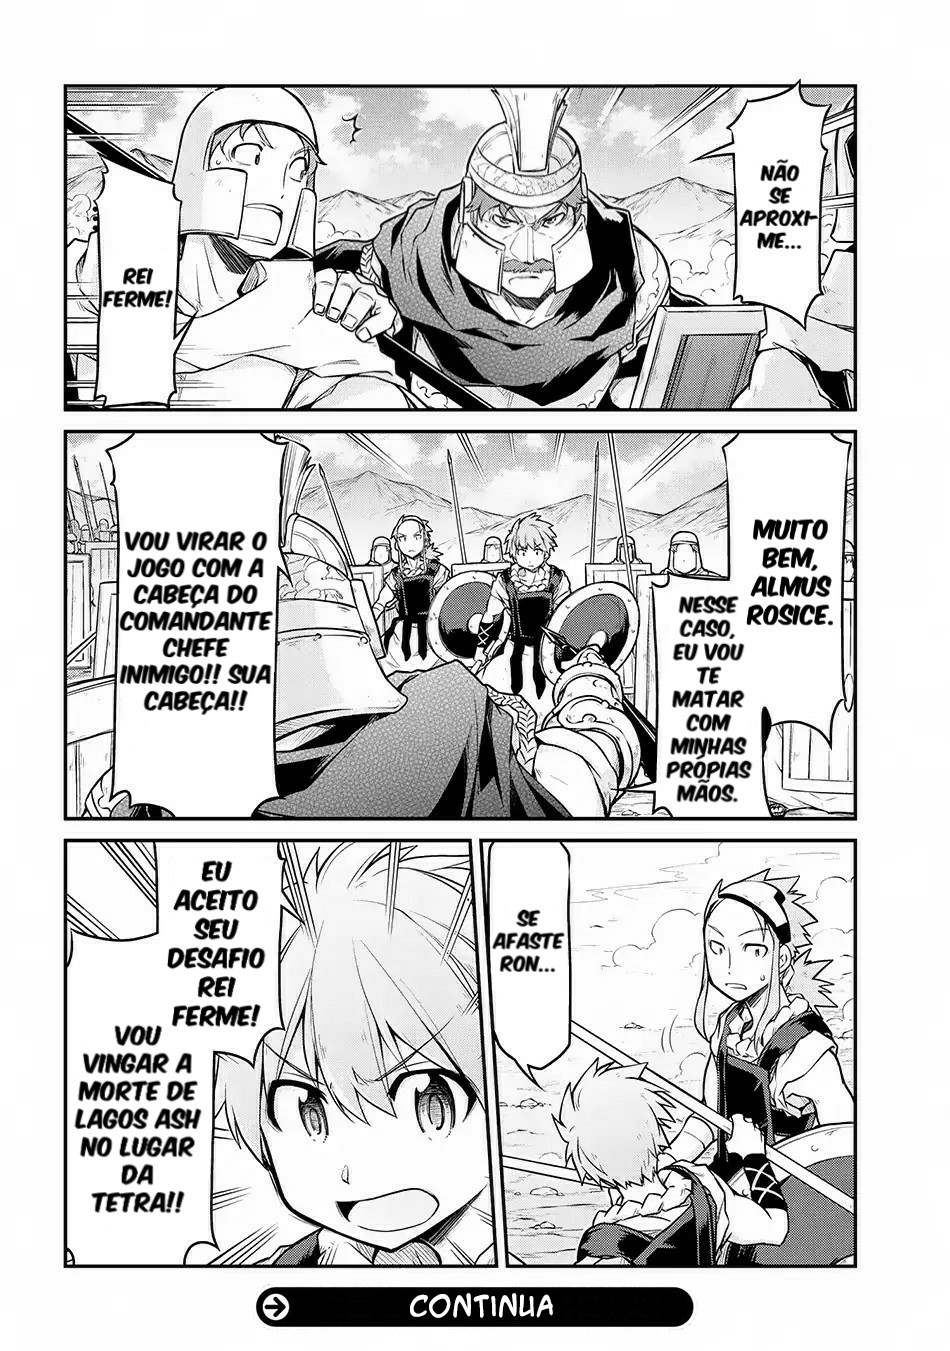 NÃO
SE
APROXI-
ME...
REI
FERME!
MUITO
BEM,
ALMUS
ROSICE.
NESSE
CASO,
EU VOU
TE
MATAR
COM
MINHAS
PRÓPIAS
MÃOS.
VOU VIRAR O
JOGO COM A
CABEÇA DO
COMANDANTE
CHEFE
INIMIGO!! SUA
CABEÇA!!
SE
AFASTE
RON...
EU
ACEITO
SEU
DESAFIO
REI
FERME!
VOU
VINGAR A
MORTE DE
LAGOS ASH
NO LUGAR
DA
TETRA!!
CONTINUA